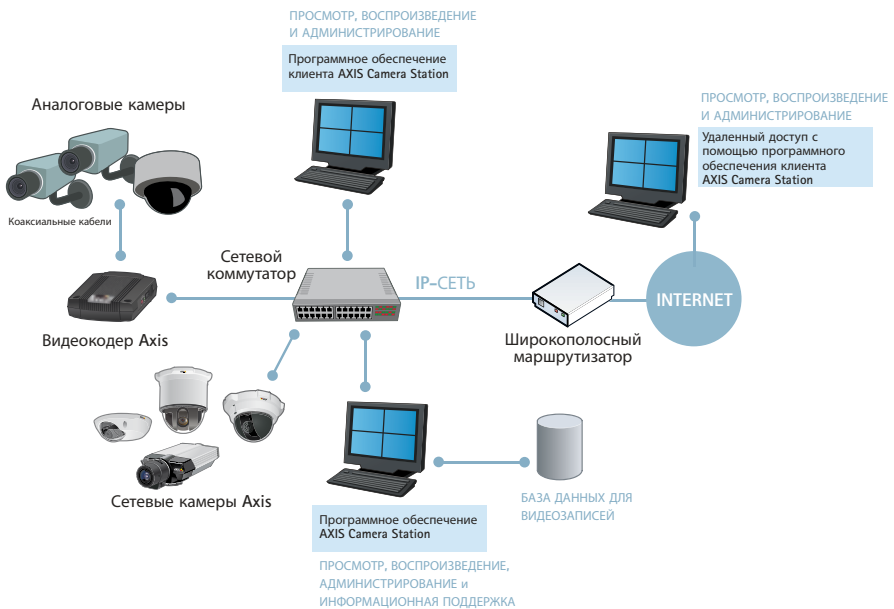 ПРОСМОТР, ВОСПРОИЗВЕДЕНИЕ
И АДМИНИСТРИРОВАНИЕ
Программное обеспечение
клиента AXIS Camera Station
Аналоговые камеры
Коаксиальные кабели
ПРОСМОТР, ВОСПРОИЗВЕДЕНИЕ
И АДМИНИСТРИРОВАНИЕ
Удаленный доступ с
помощью программного
обеспечения клиента
AXIS Camera Station
Сетевой
коммутатор
IP-СЕТЬ
INTERNET
Видеокодер Axis
Широкополосный
маршрутизатор
Сетевые камеры Axis
БАЗА ДАННЫХ ДЛЯ
ВИДЕОЗАПИСЕЙ
Программное обеспечение
AXIS Camera Station
ПРОСМОТР, ВОСПРОИЗВЕДЕНИЕ,
АДМИНИСТРИРОВАНИЕ и
ИНФОРМАЦИОННАЯ ПОДДЕРЖКА